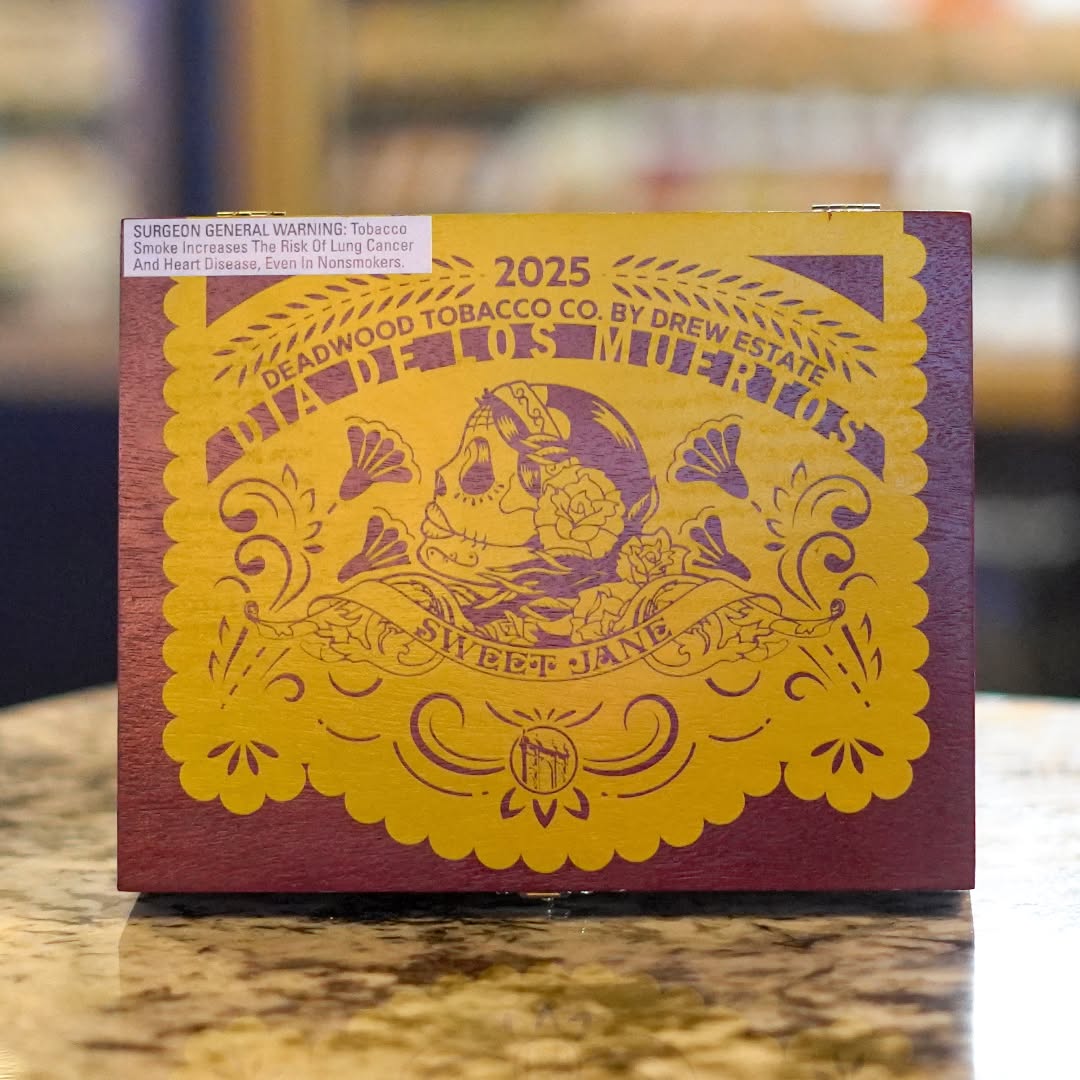 SURGEON GENERAL WARNING: Tobacco
Smoke Increases The Risk Of Lung Cancer
And Heart Disease, Even In Nonsmokers.
2025
DEADWOOD TOBACCO CO. BY DREW ESTATE
DIA DE LOS MUERTOS
SWEET JANE